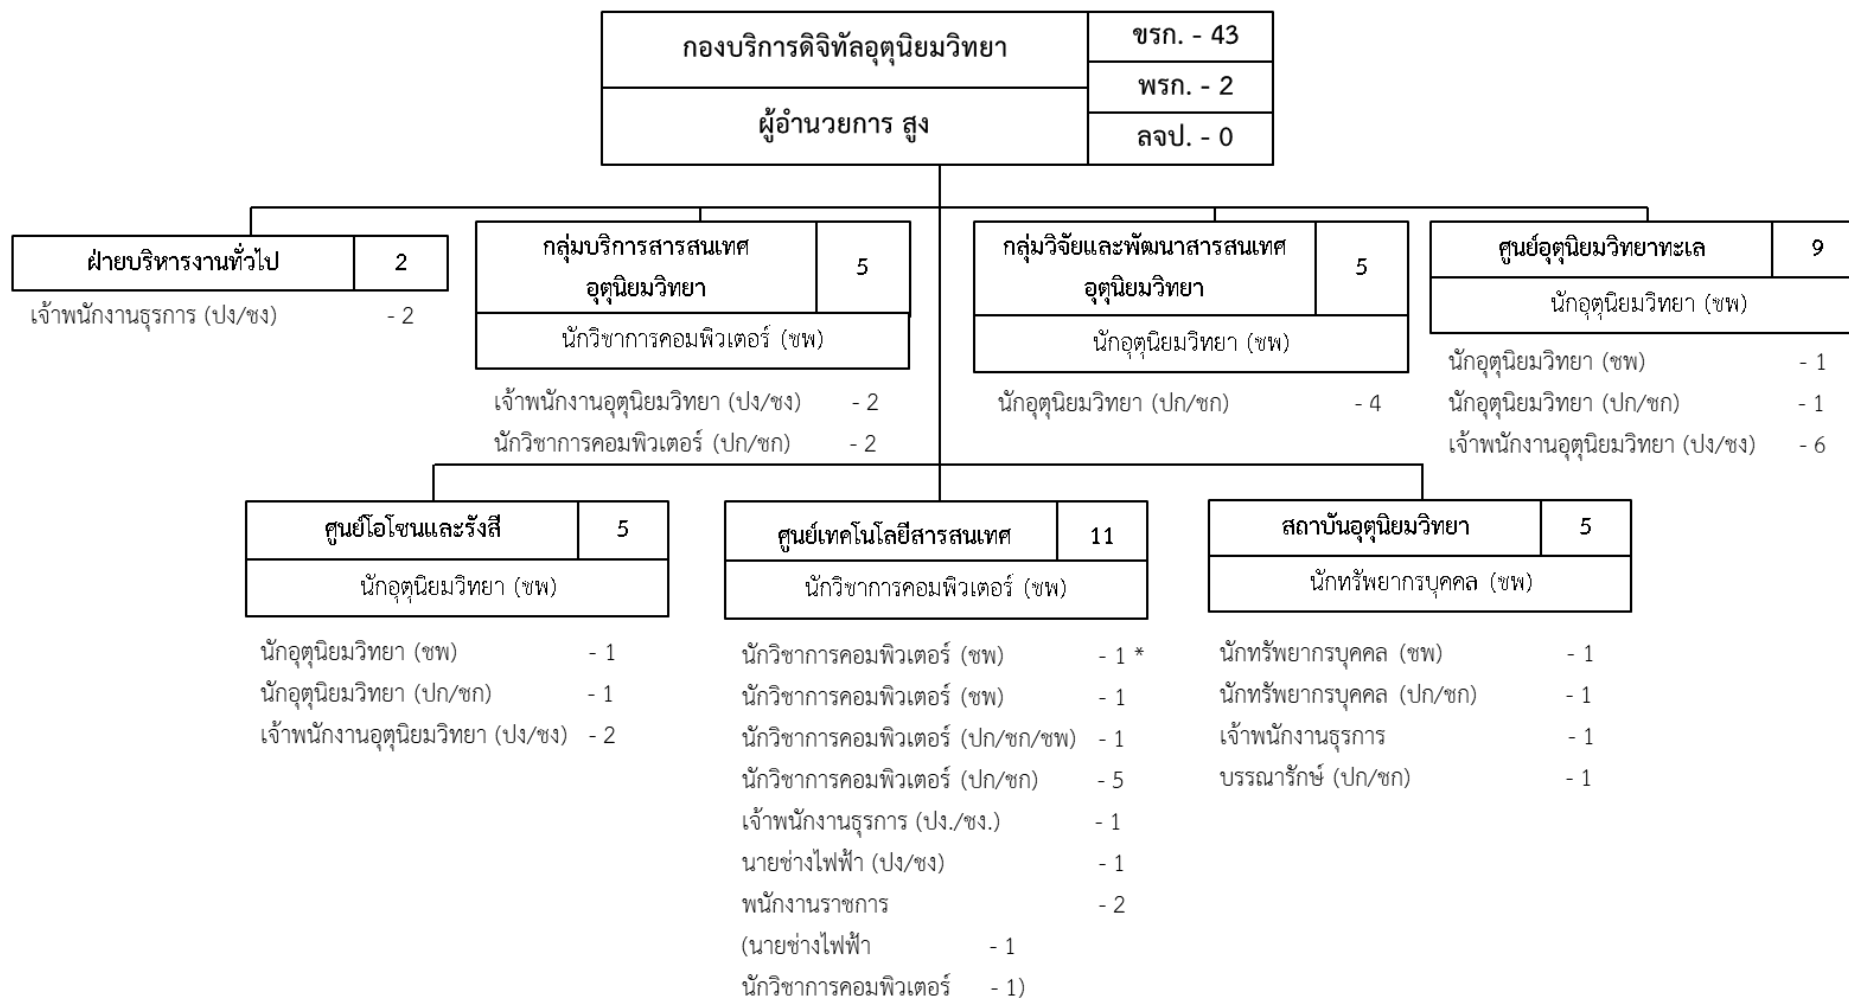 กองบริการดิจิทัลอุตุนิยมวิทยา
ผู้อำนวยการ สูง
ขรก. - 43
พรก. - 2
ลจป. - 0
ฝ่ายบริหารงานทั่วไป 2
เจ้าพนักงานธุรการ (ปง/ชง) - 2
กลุ่มบริการสารสนเทศ
อุตุนิยมวิทยา
5
นักวิชาการคอมพิวเตอร์ (ชพ)
เจ้าพนักงานอุตุนิยมวิทยา (ปง/ชง) - 2
นักวิชาการคอมพิวเตอร์ (ปก/ชก) - 2
กลุ่มวิจัยและพัฒนาสารสนเทศ
อุตุนิยมวิทยา
5
นักอุตุนิยมวิทยา (ชพ)
นักอุตุนิยมวิทยา (ปก/ชก) - 4
ศูนย์อุตุนิยมวิทยาทะเล 9
นักอุตุนิยมวิทยา (ชพ)
นักอุตุนิยมวิทยา (ชพ) - 1
นักอุตุนิยมวิทยา (ปก/ชก) - 1
เจ้าพนักงานอุตุนิยมวิทยา (ปง/ชง) - 6
ศูนย์โอโซนและรังสี 5
นักอุตุนิยมวิทยา (ชพ)
นักอุตุนิยมวิทยา (ชพ) - 1
นักอุตุนิยมวิทยา (ปก/ชก) - 1
เจ้าพนักงานอุตุนิยมวิทยา (ปง/ชง) - 2
ศูนย์เทคโนโลยีสารสนเทศ 11
นักวิชาการคอมพิวเตอร์ (ชพ)
นักวิชาการคอมพิวเตอร์ (ชพ) - 1 *
นักวิชาการคอมพิวเตอร์ (ชพ) - 1
นักวิชาการคอมพิวเตอร์ (ปก/ชก/ชพ) - 1
นักวิชาการคอมพิวเตอร์ (ปก/ชก) - 5
เจ้าพนักงานธุรการ (ปง./ชง.) - 1
นายช่างไฟฟ้า (ปง/ชง) - 1
พนักงานราชการ - 2
(นายช่างไฟฟ้า - 1
นักวิชาการคอมพิวเตอร์ - 1)
สถาบันอุตุนิยมวิทยา 5
นักทรัพยากรบุคคล (ชพ)
นักทรัพยากรบุคคล (ชพ) - 1
นักทรัพยากรบุคคล (ปก/ชก) - 1
เจ้าพนักงานธุรการ - 1
บรรณารักษ์ (ปก/ชก) - 1